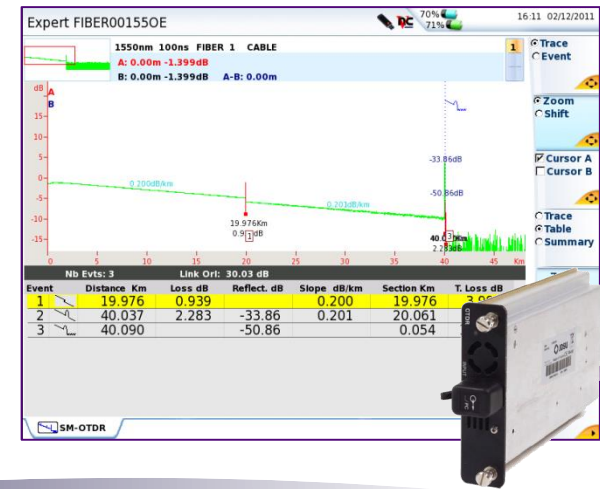 Expert FIBER00155OE
70%
71%
16:11 02/12/2011
1550nm 100ns FIBER 1 CABLE
A: 0.00m -1.399dB
B: 0.00m -1.399dB A-B: 0.00m
1
Trace
Event
Zoom
Shift
Cursor A
Cursor B
Trace
Table
Summary
dB
A
B
15
10
5
0
-5
-10
-15
0.200dB/km
0.201dB/km
-33.86dB
-50.86dB
19.976Km
1
3
0 5 10 15 20 25 30 35 40 45 Km
Nb Evts: 3 Link Orl: 30.03 dB
Event Distance Km Loss dB Reflect. dB Slope dB/km Section Km T. Loss dB
1 19.976 0.939 0.200 19.976
2 40.037 2.283 -33.86 0.201 20.061
3 40.090 -50.86 0.054
SM-OTDR
OTDR
INPUT
JDSU